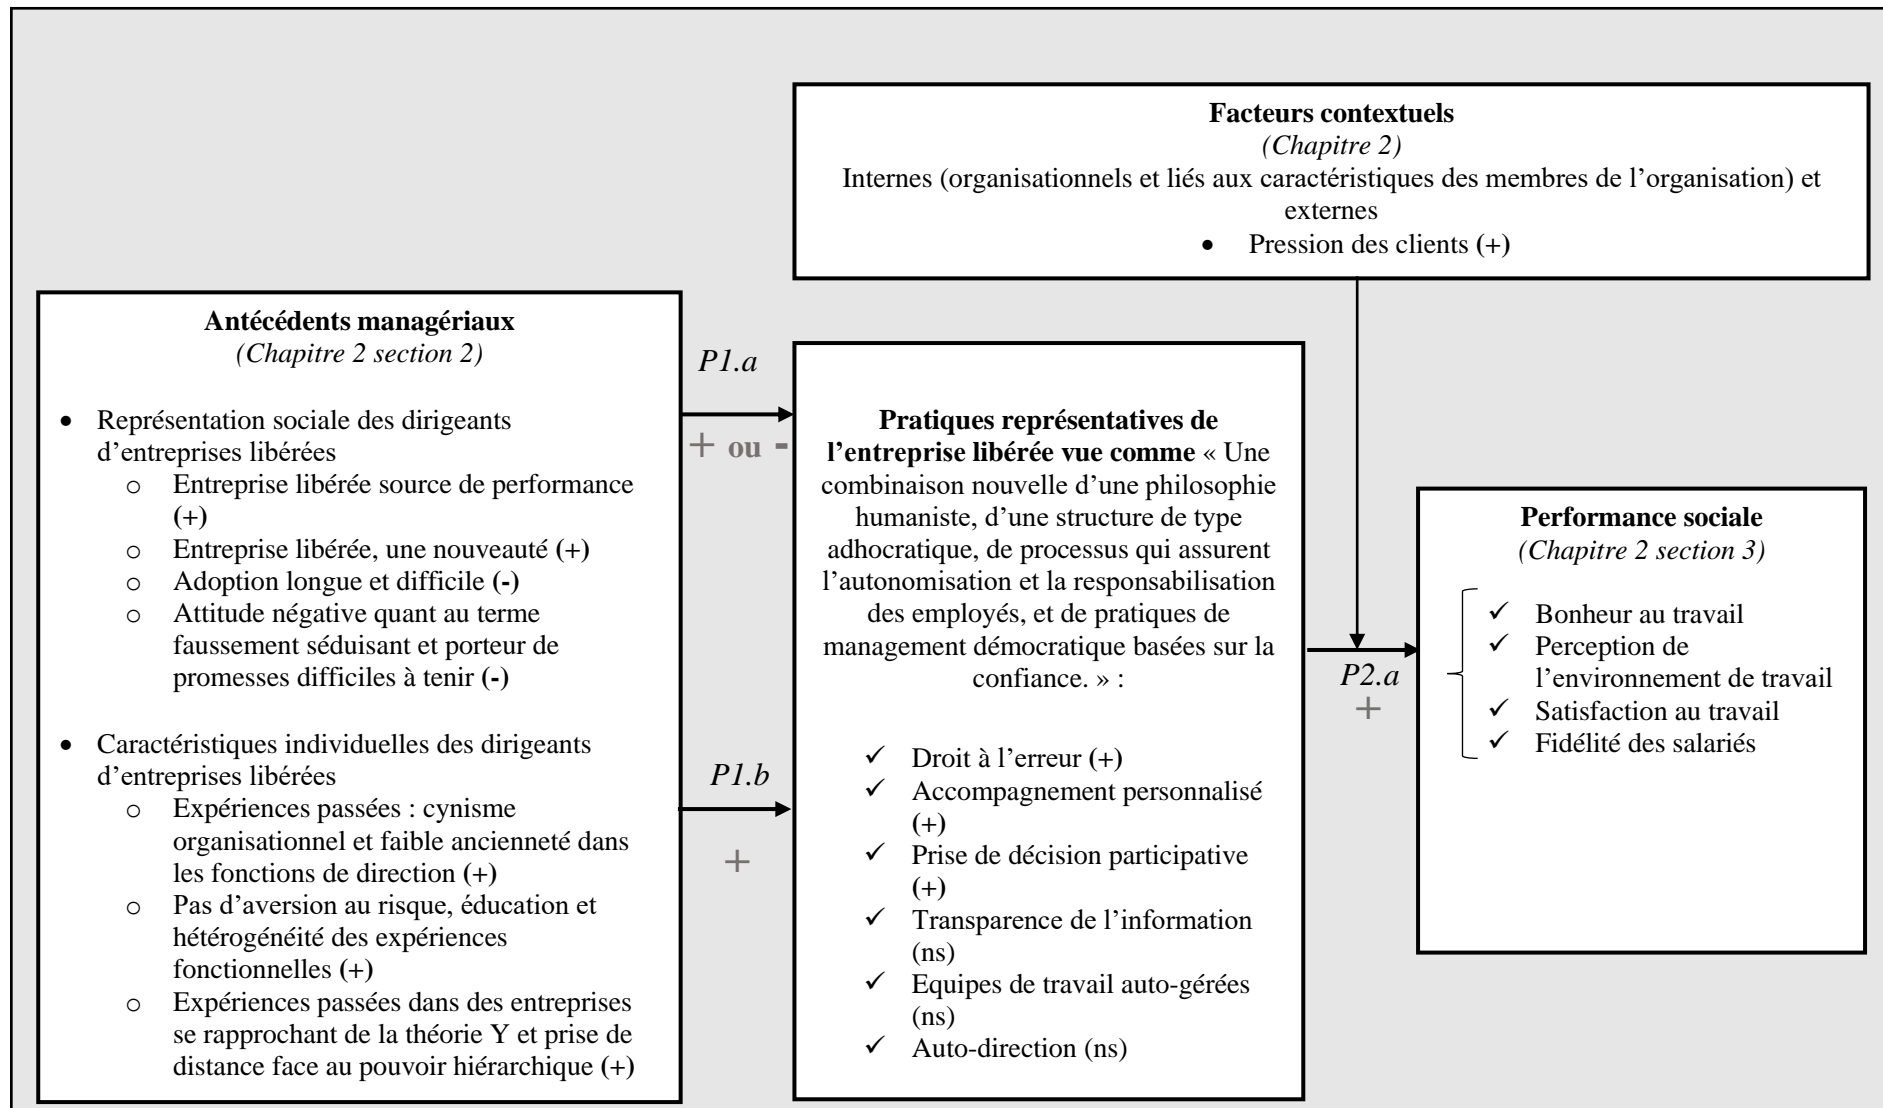 Facteurs contextuels
(Chapitre 2)
Internes (organisationnels et liés aux caractéristiques des membres de l’organisation) et
externes
• Pression des clients (+)
Antécédents managériaux
(Chapitre 2 section 2)
• Représentation sociale des dirigeants
d’entreprises libérées
o Entreprise libérée source de performance
(+)
o Entreprise libérée, une nouveauté (+)
o Adoption longue et difficile (-)
o Attitude négative quant au terme
faussement séduisant et porteur de
promesses difficiles à tenir (-)
• Caractéristiques individuelles des dirigeants
d’entreprises libérées
o Expériences passées : cynisme
organisationnel et faible ancienneté dans
les fonctions de direction (+)
o Pas d’aversion au risque, éducation et
hétérogénéité des expériences
fonctionnelles (+)
o Expériences passées dans des entreprises
se rapprochant de la théorie Y et prise de
distance face au pouvoir hiérarchique (+)
P1.a
+ ou -
P1.b
+
Pratiques représentatives de
l’entreprise libérée vue comme « Une
combinaison nouvelle d’une philosophie
humaniste, d’une structure de type
adhocratique, de processus qui assurent
l’autonomisation et la responsabilisation
des employés, et de pratiques de
management démocratique basées sur la
confiance. » :
✓ Droit à l’erreur (+)
✓ Accompagnement personnalisé
(+)
✓ Prise de décision participative
(+)
✓ Transparence de l’information
(ns)
✓ Equipes de travail auto-gérées
(ns)
✓ Auto-direction (ns)
P2.a
+
Performance sociale
(Chapitre 2 section 3)
✓ Bonheur au travail
✓ Perception de
l’environnement de travail
✓ Satisfaction au travail
✓ Fidélité des salariés